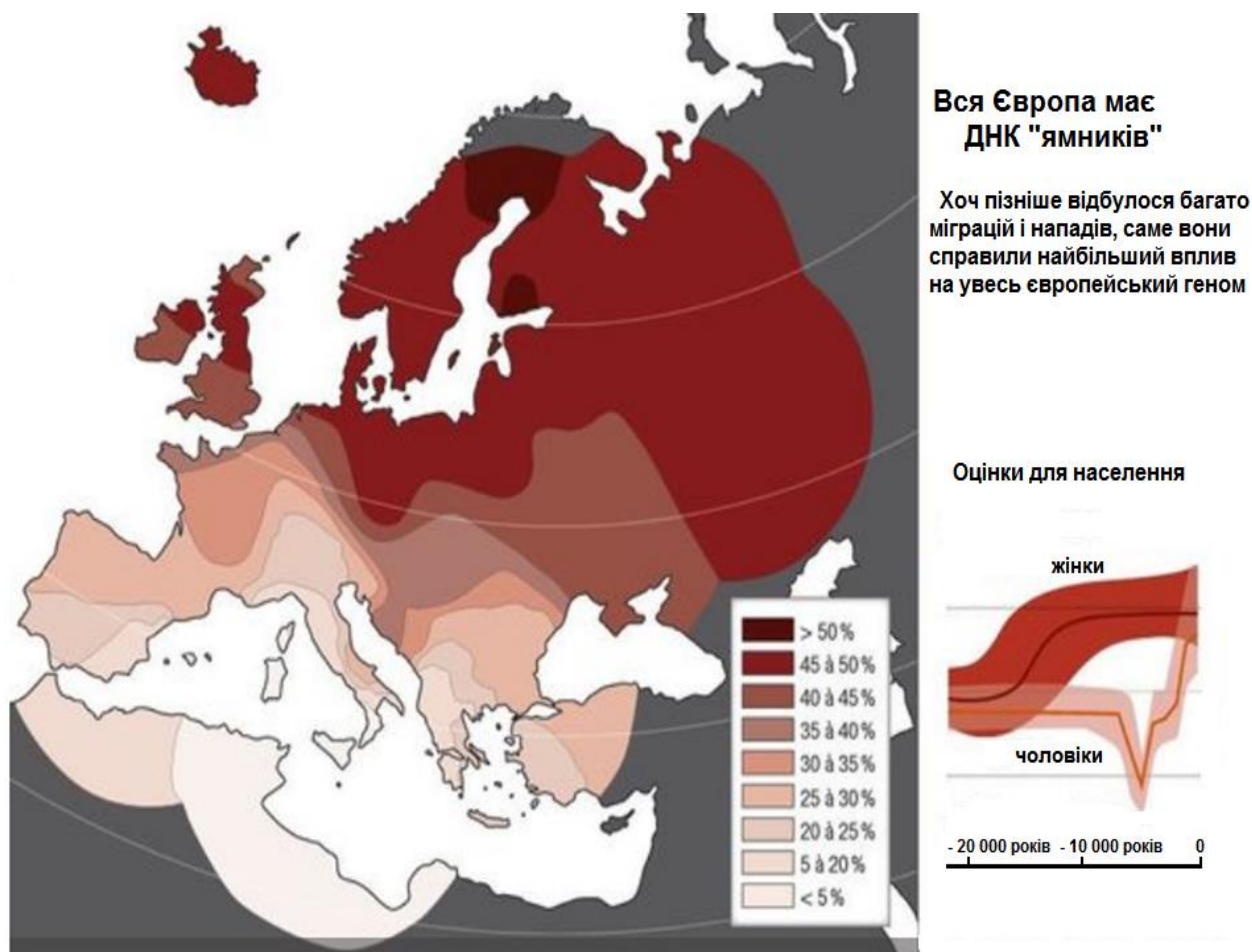 Вся Європа має
ДНК "ямників"
Хоч пізніше відбулося багато
міграцій і нападів, саме вони
справили найбільший вплив
на увесь європейський геном
Оцінки для населення
жінки
чоловіки
- 20 000 років - 10 000 років 0
> 50 %
45 à 50 %
40 à 45 %
35 à 40 %
30 à 35 %
25 à 30 %
20 à 25 %
5 à 20 %
< 5 %